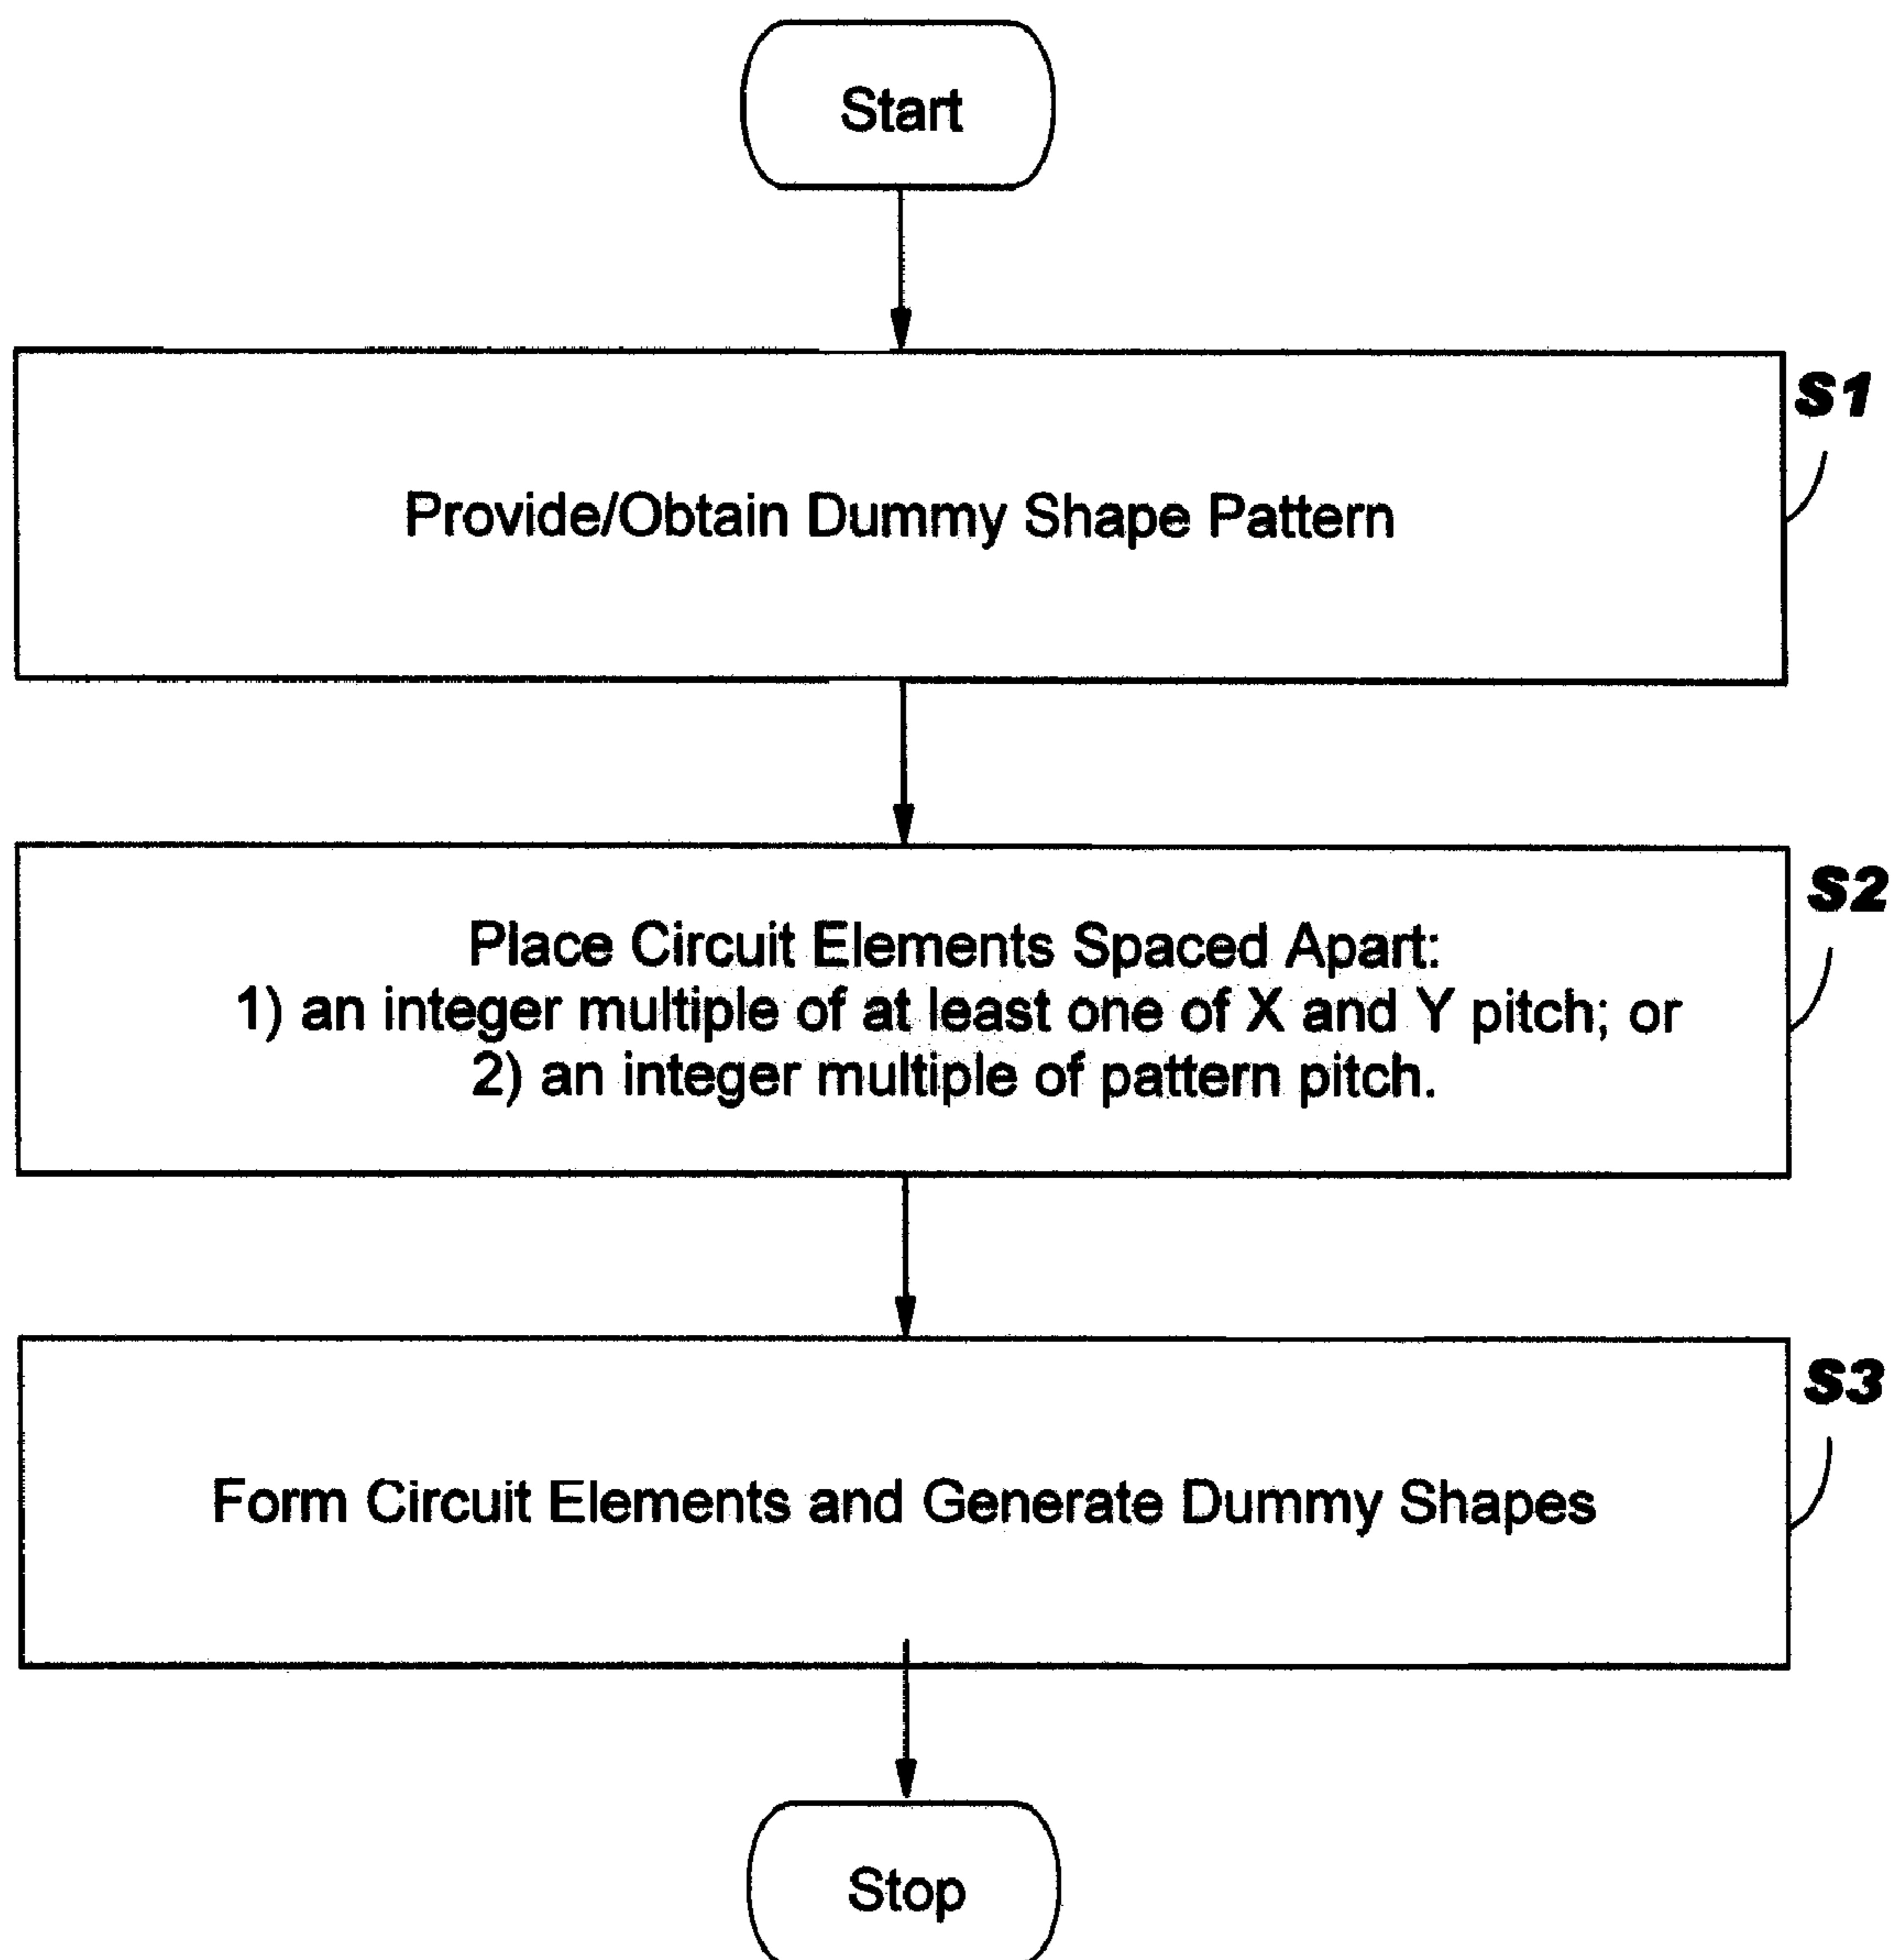 Start
S1
Provide/Obtain Dummy Shape Pattern
S2
Place Circuit Elements Spaced Apart:
1) an integer multiple of at least one of X and Y pitch; or
2) an integer multiple of pattern pitch.
S3
Form Circuit Elements and Generate Dummy Shapes
Stop